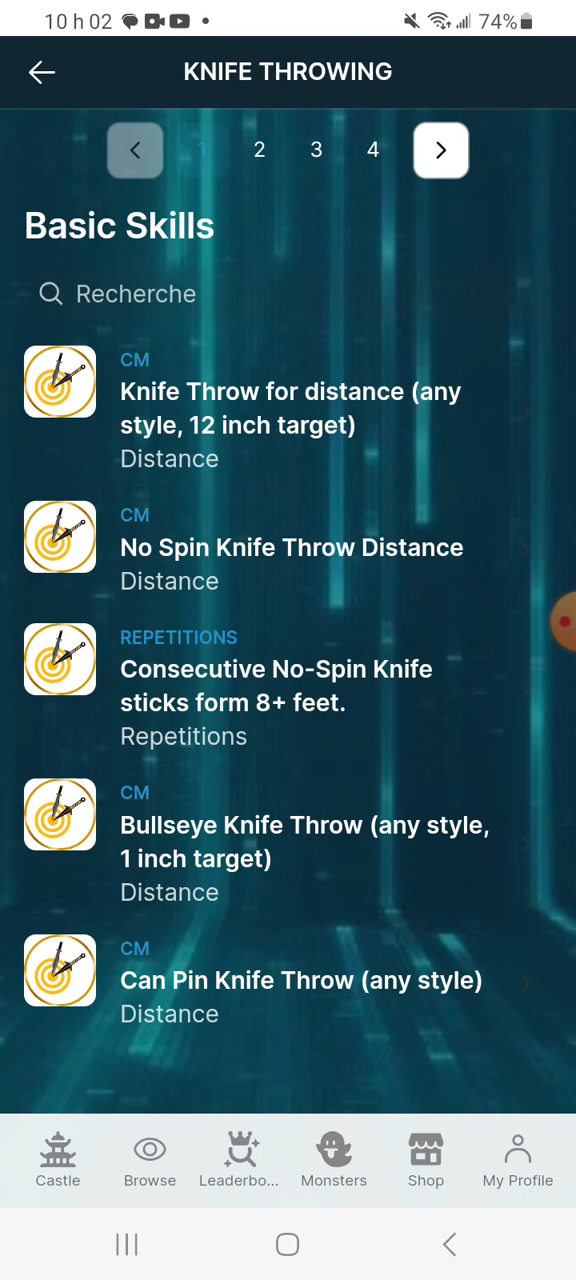 10 h 02
74%
KNIFE THROWING
1 2 3 4
Basic Skills
Recherche
CM
Knife Throw for distance (any
style, 12 inch target)
Distance
CM
No Spin Knife Throw Distance
Distance
REPETITIONS
Consecutive No-Spin Knife
sticks form 8+ feet.
Repetitions
CM
Bullseye Knife Throw (any style,
1 inch target)
Distance
CM
Can Pin Knife Throw (any style)
Distance
Castle Browse Leaderbo... Monsters Shop My Profile